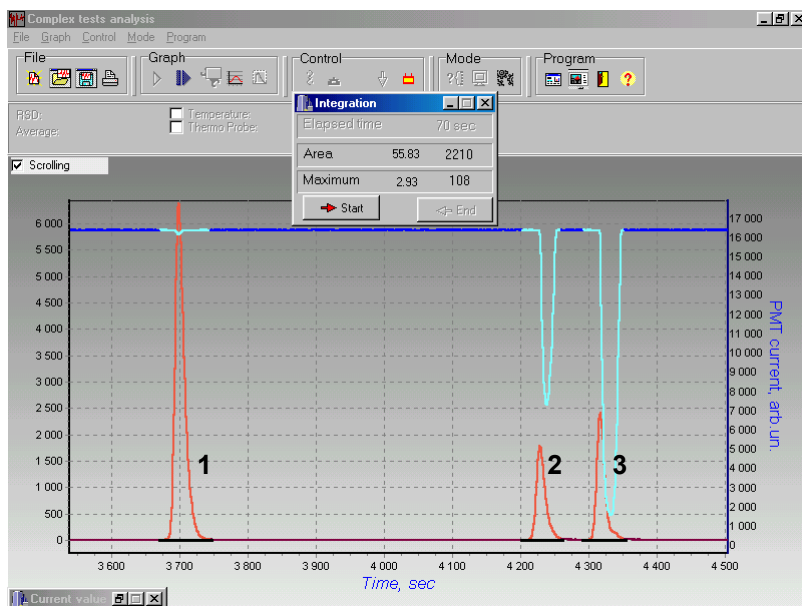 Complex tests analysis
File Graph Control Mode Program
File Graph Control Mode Program
RSD:
Average:
Temperature:
Thermo Probe:
Integration
Elapsed time 70 sec
Area 55.83 2210
Maximum 2.93 108
Start End
Scrolling
6 000
5 500
5 000
4 500
4 000
3 500
3 000
2 500
2 000
1 500
1 000
500
0
17 000
16 000
15 000
14 000
13 000
12 000
11 000
10 000
9 000
8 000
7 000
6 000
5 000
4 000
3 000
2 000
1 000
0
PMT current, arb.un.
1 2 3
3 600 3 700 3 800 3 900 4 000 4 100 4 200 4 300 4 400 4 500
Time, sec
Current value